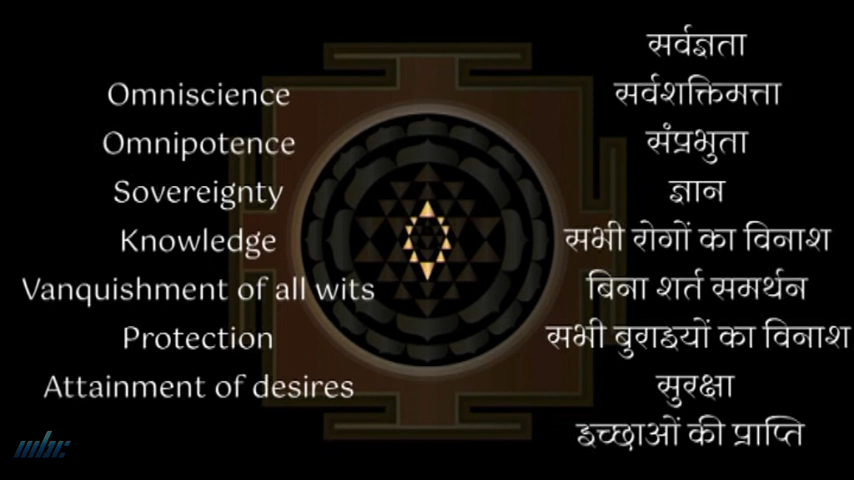 Omniscience
Omnipotence
Sovereignty
Knowledge
Vanquishment of all wits
Protection
Attainment of desires
सर्वज्ञता
सर्वशक्तिमत्ता
संप्रभुता
ज्ञान
सभी रोगों का विनाश
बिना शर्त समर्थन
सभी बुराइयों का विनाश
सुरक्षा
इच्छाओं की प्राप्ति
mbr